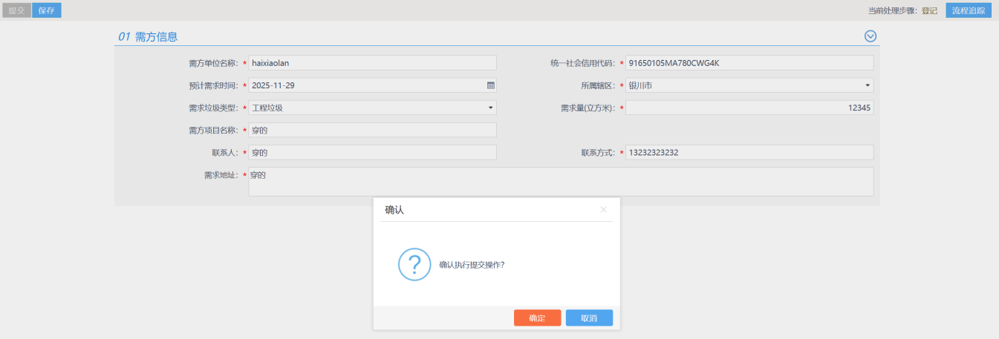 提交 保存 当前处理步骤：登记 流程追踪
01 需方信息
需方单位名称：* haixiaolan 统一社会信用代码：* 91650105MA780CWG4K
预计需求时间：* 2025-11-29 所属辖区：* 银川市
需求垃圾类型：* 工程垃圾 需求量(立方米)：* 12345
需方项目名称：* 穿的
联系人：* 穿的 联系方式：* 13232323232
需求地址：* 穿的
确认
确认执行提交操作?
确定 取消